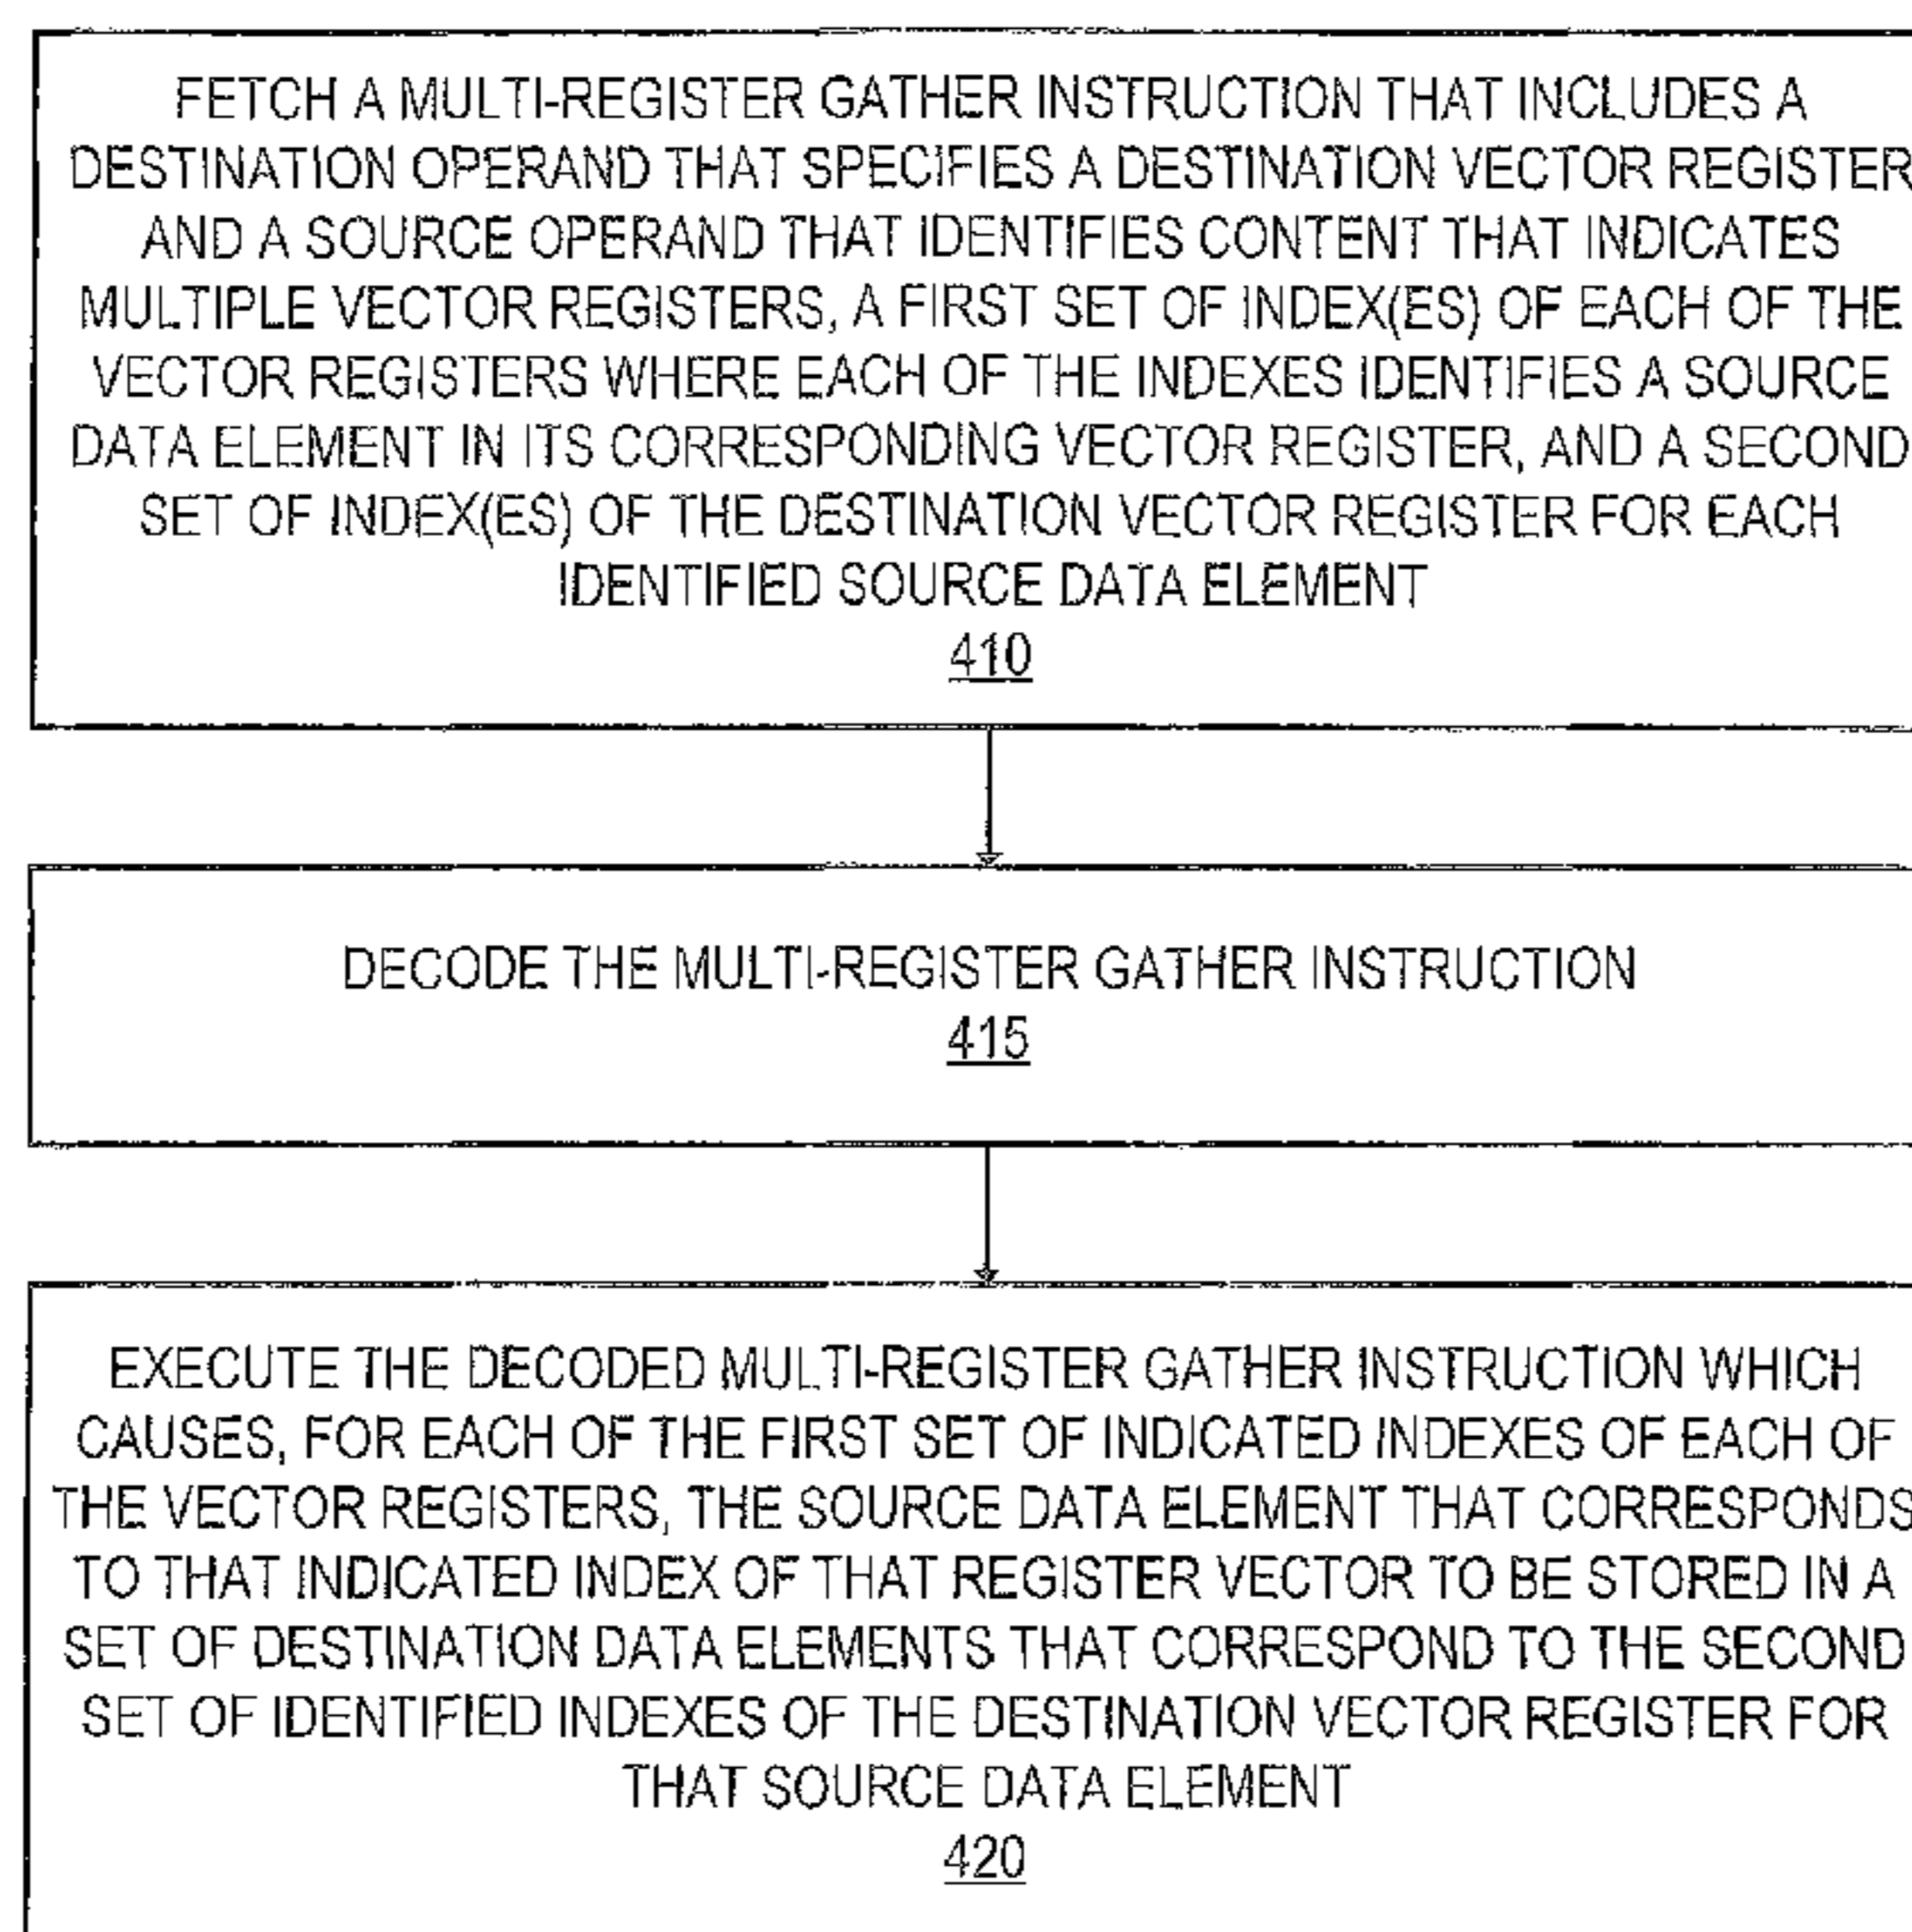 FETCH A MULTI-REGISTER GATHER INSTRUCTION THAT INCLUDES A
DESTINATION OPERAND THAT SPECIFIES A DESTINATION VECTOR REGISTER
AND A SOURCE OPERAND THAT IDENTIFIES CONTENT THAT INDICATES
MULTIPLE VECTOR REGISTERS, A FIRST SET OF INDEX(ES) OF EACH OF THE
VECTOR REGISTERS WHERE EACH OF THE INDEXES IDENTIFIES A SOURCE
DATA ELEMENT IN ITS CORRESPONDING VECTOR REGISTER, AND A SECOND
SET OF INDEX(ES) OF THE DESTINATION VECTOR REGISTER FOR EACH
IDENTIFIED SOURCE DATA ELEMENT
410
DECODE THE MULTI-REGISTER GATHER INSTRUCTION
415
EXECUTE THE DECODED MULTI-REGISTER GATHER INSTRUCTION WHICH
CAUSES, FOR EACH OF THE FIRST SET OF INDICATED INDEXES OF EACH OF
THE VECTOR REGISTERS, THE SOURCE DATA ELEMENT THAT CORRESPONDS
TO THAT INDICATED INDEX OF THAT REGISTER VECTOR TO BE STORED IN A
SET OF DESTINATION DATA ELEMENTS THAT CORRESPOND TO THE SECOND
SET OF IDENTIFIED INDEXES OF THE DESTINATION VECTOR REGISTER FOR
THAT SOURCE DATA ELEMENT
420